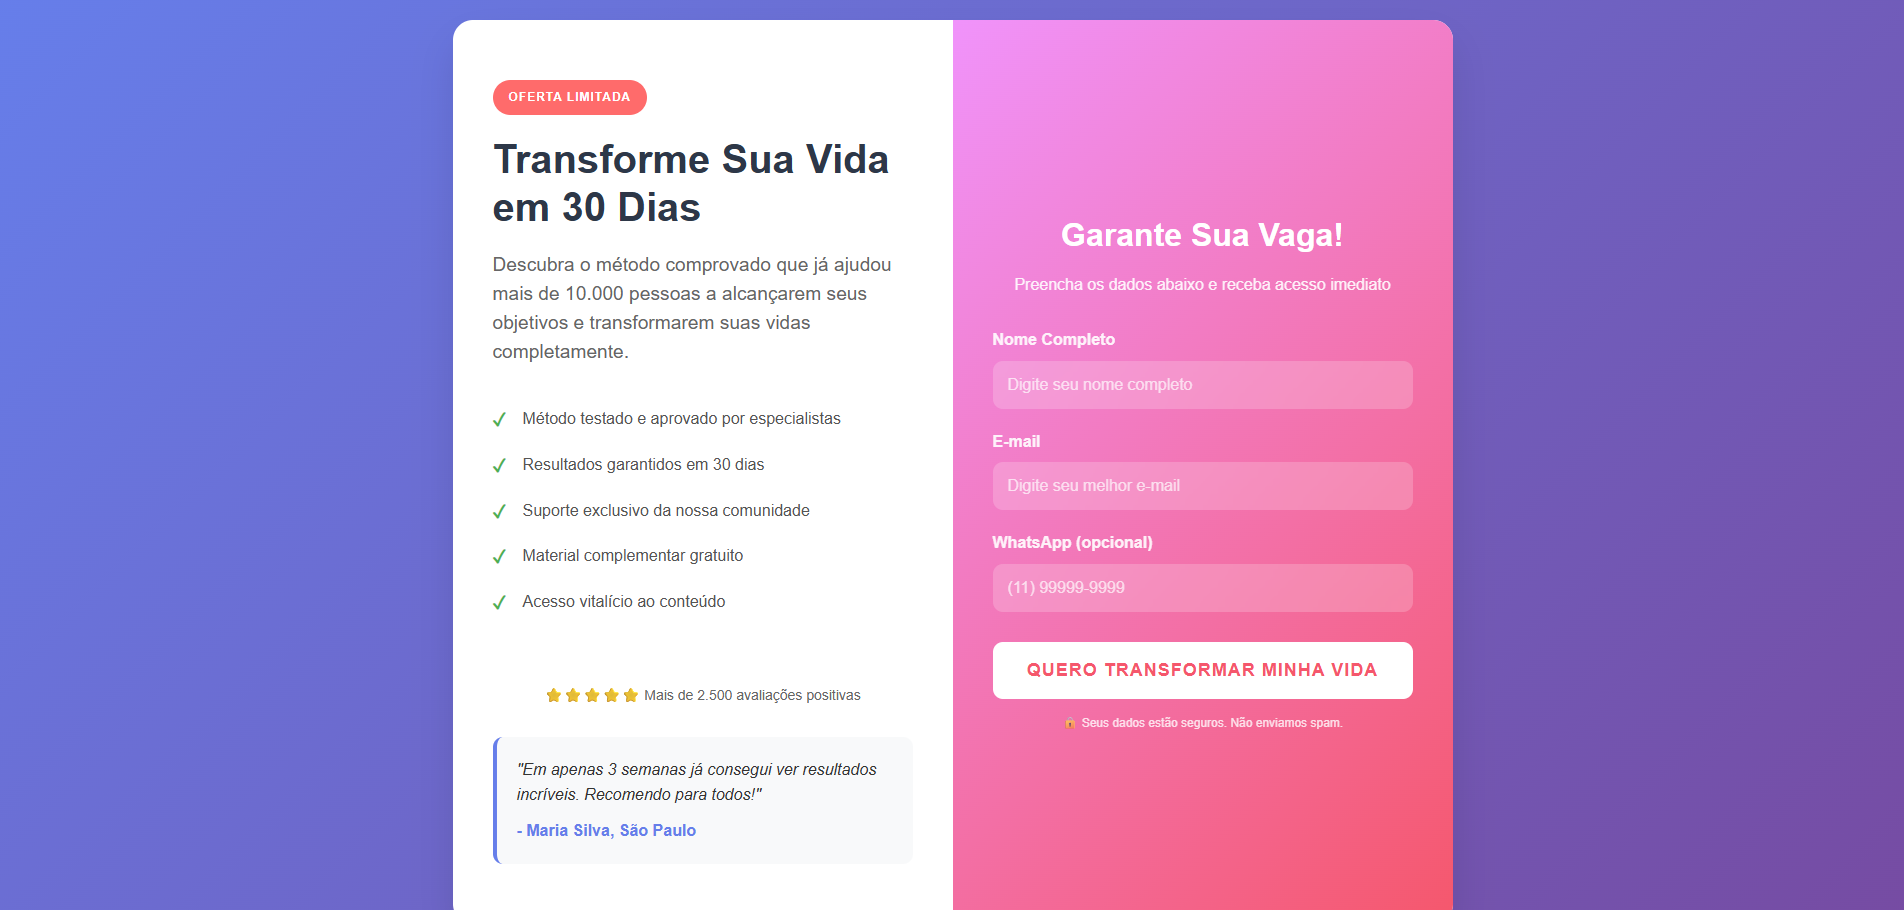 OFERTA LIMITADA
Transforme Sua Vida
em 30 Dias
Descubra o método comprovado que já ajudou
mais de 10.000 pessoas a alcançarem seus
objetivos e transformarem suas vidas
completamente.
✓ Método testado e aprovado por especialistas
✓ Resultados garantidos em 30 dias
✓ Suporte exclusivo da nossa comunidade
✓ Material complementar gratuito
✓ Acesso vitalício ao conteúdo
⭐⭐⭐⭐⭐ Mais de 2.500 avaliações positivas
"Em apenas 3 semanas já consegui ver resultados
incríveis. Recomendo para todos!"
- Maria Silva, São Paulo
Garante Sua Vaga!
Preencha os dados abaixo e receba acesso imediato
Nome Completo
Digite seu nome completo
E-mail
Digite seu melhor e-mail
WhatsApp (opcional)
(11) 99999-9999
QUERO TRANSFORMAR MINHA VIDA
🔒 Seus dados estão seguros. Não enviamos spam.